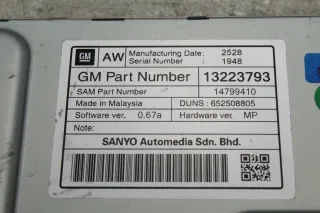 GM AW Manufacturing Date: 2528
Serial Number : 1948
GM Part Number 13223793
SAM Part Number 14799410
Made in Malaysia DUNS : 652508805
Software ver. 0.67a Hardware ver. MP
Note:
SANYO Automedia Sdn. Bhd.